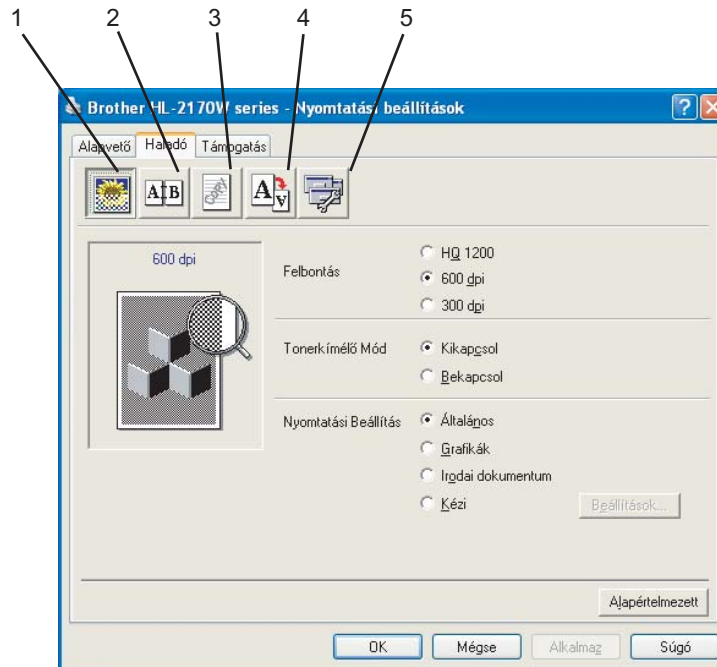 1 2 3 4 5
Brother HL-2170W series - Nyomtatási beállítások
Alapvető Haladó Támogatás
A B COPY A A
600 dpi
Felbontás
HQ 1200
600 dpi
300 dpi
Tonerkímélő Mód
Kikapcsol
Bekapcsol
Nyomtatási Beállítás
Általános
Grafikák
Irodai dokumentum
Kézi
Beállítások...
Alapértelmezett
OK Mégse Alkalmaz Súgó